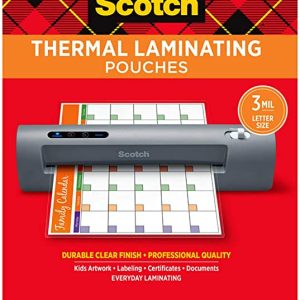 Scotch
THERMAL LAMINATING
POUCHES
3 MIL
LETTER
SIZE
Scotch
Family Calendar
DURABLE CLEAR FINISH • PROFESSIONAL QUALITY
Kids Artwork • Labeling • Certificates • Documents
EVERYDAY LAMINATING